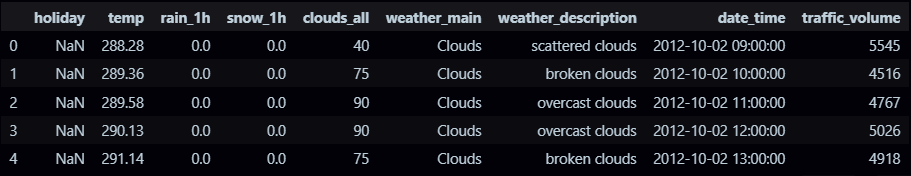 holiday temp rain_1h snow_1h clouds_all weather_main weather_description date_time traffic_volume
0 NaN 288.28 0.0 0.0 40 Clouds scattered clouds 2012-10-02 09:00:00 5545
1 NaN 289.36 0.0 0.0 75 Clouds broken clouds 2012-10-02 10:00:00 4516
2 NaN 289.58 0.0 0.0 90 Clouds overcast clouds 2012-10-02 11:00:00 4767
3 NaN 290.13 0.0 0.0 90 Clouds overcast clouds 2012-10-02 12:00:00 5026
4 NaN 291.14 0.0 0.0 75 Clouds broken clouds 2012-10-02 13:00:00 4918